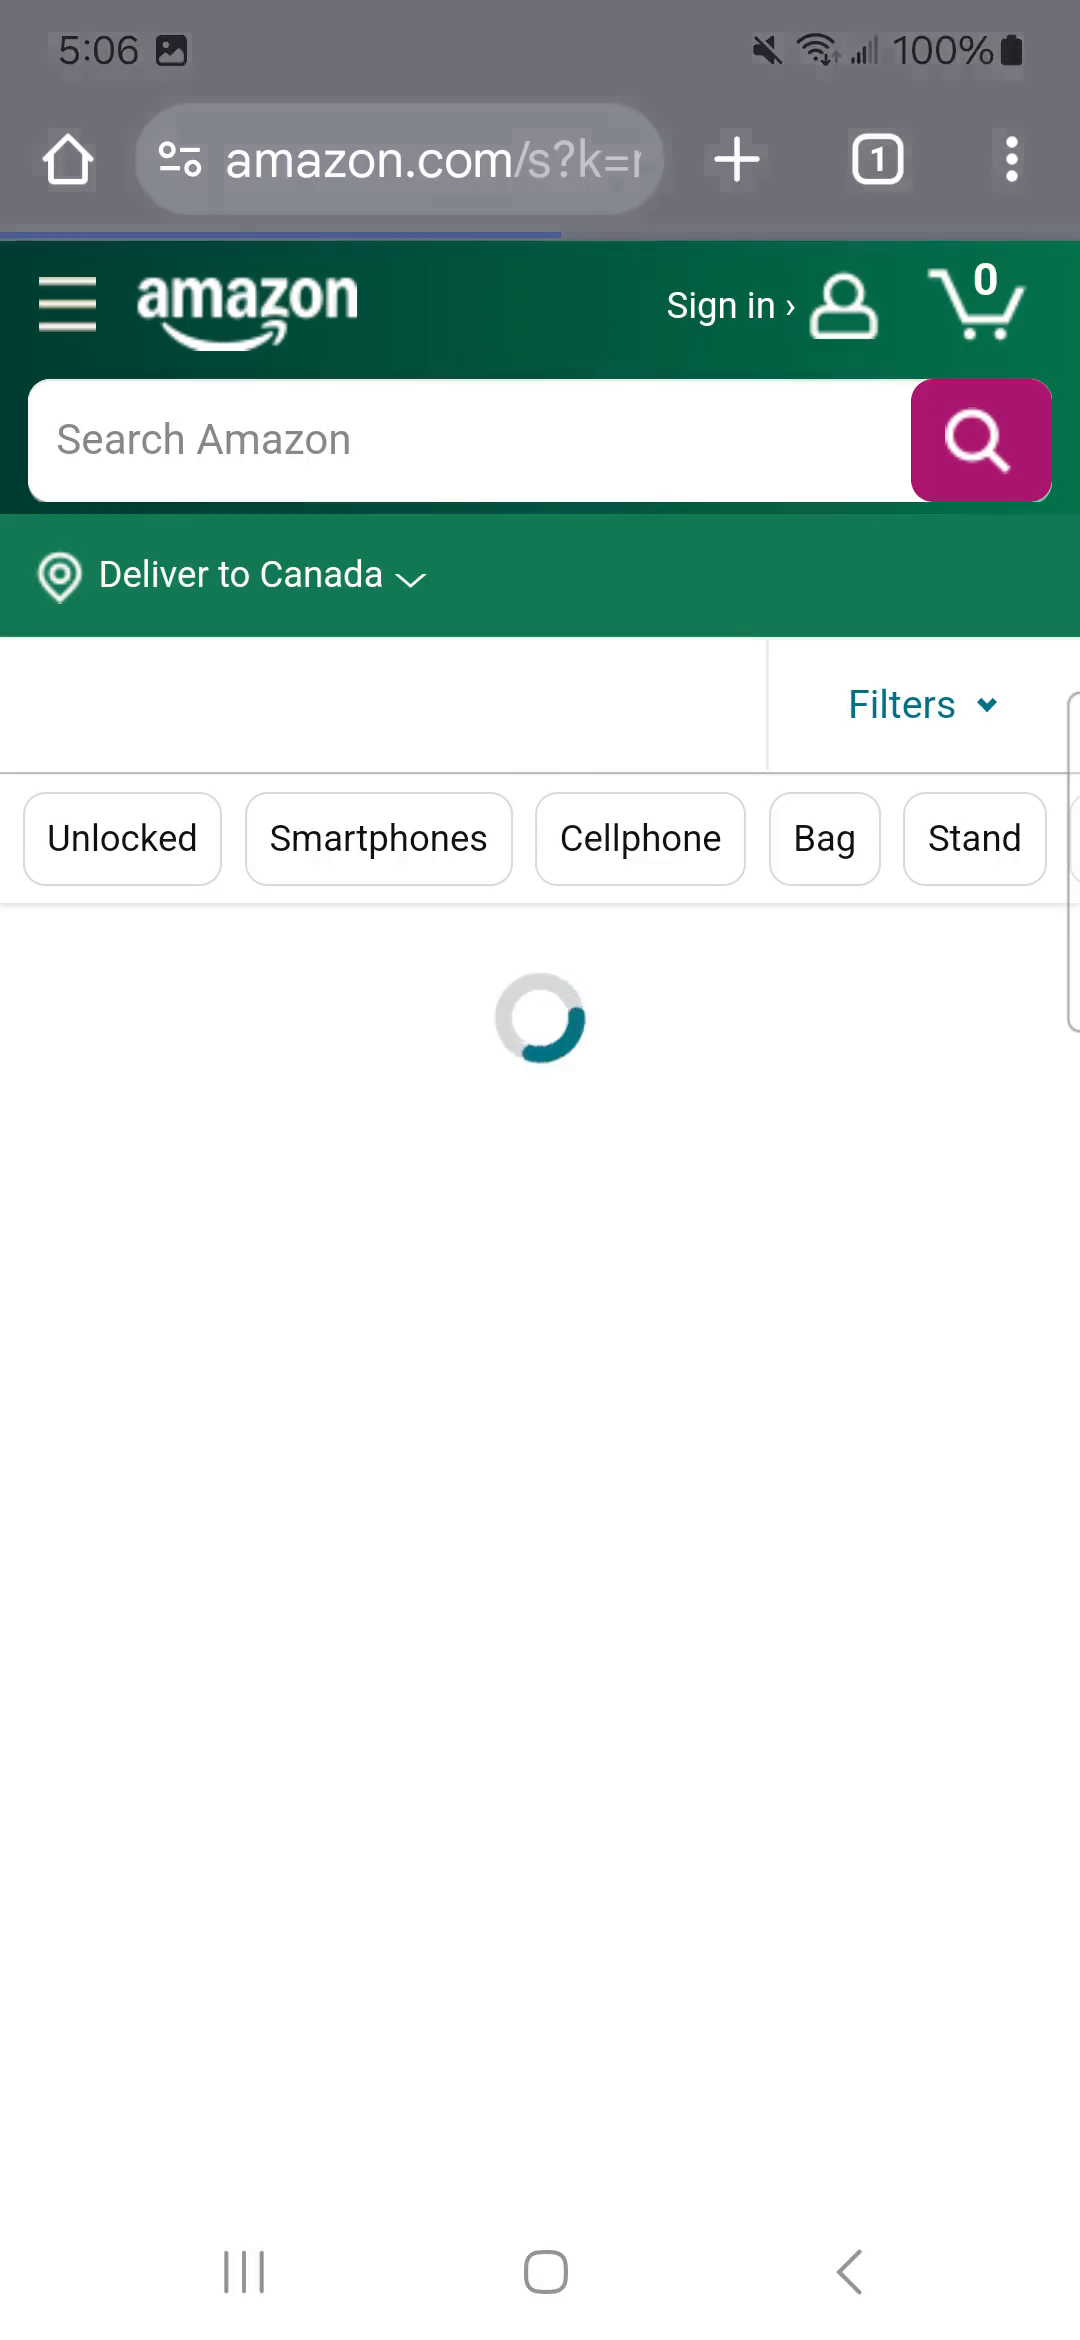 5:06
100%
amazon.com/s?k=
1
amazon
Sign in ›
0
Search Amazon
Deliver to Canada
Filters
Unlocked
Smartphones
Cellphone
Bag
Stand